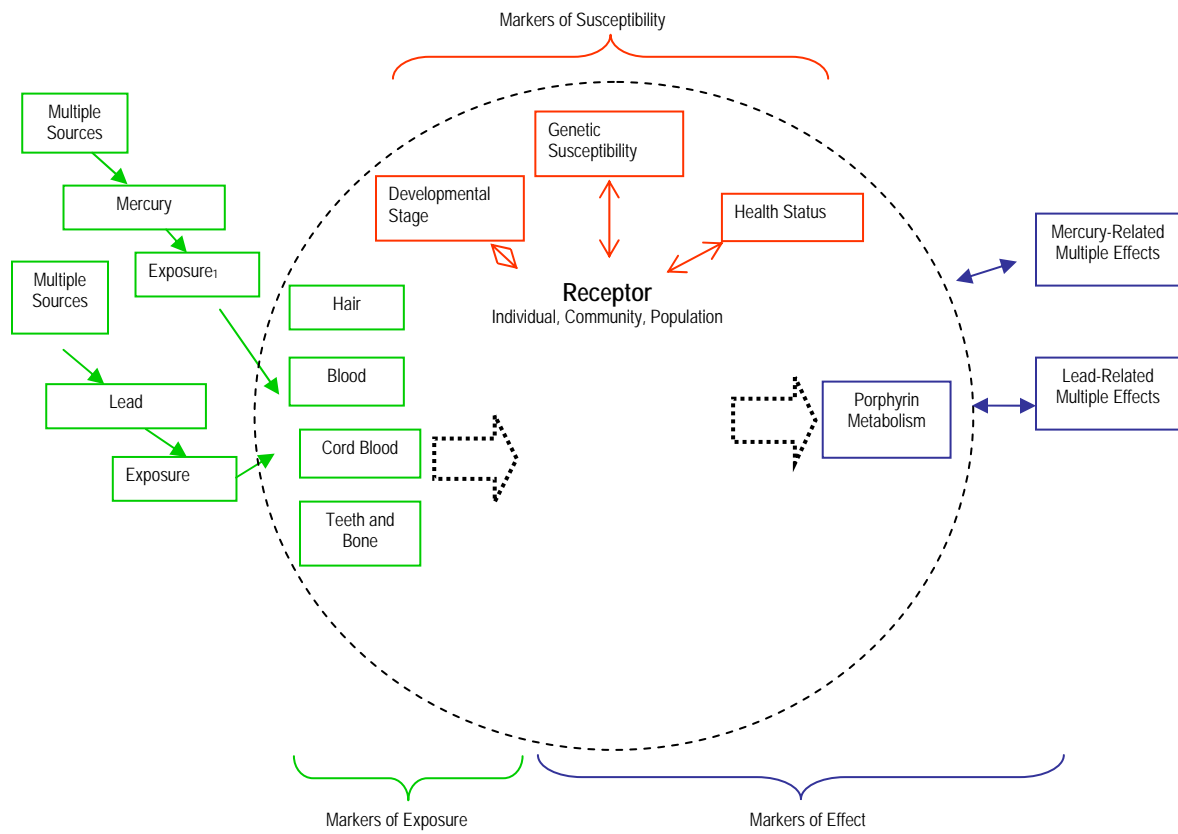 Markers of Susceptibility
Multiple
Sources
Mercury
Exposure₁
Multiple
Sources
Lead
Exposure
Genetic
Susceptibility
Developmental
Stage
Health Status
Receptor
Individual, Community, Population
Hair
Blood
Cord Blood
Teeth and
Bone
Porphyrin
Metabolism
Mercury-Related
Multiple Effects
Lead-Related
Multiple Effects
Markers of Exposure
Markers of Effect